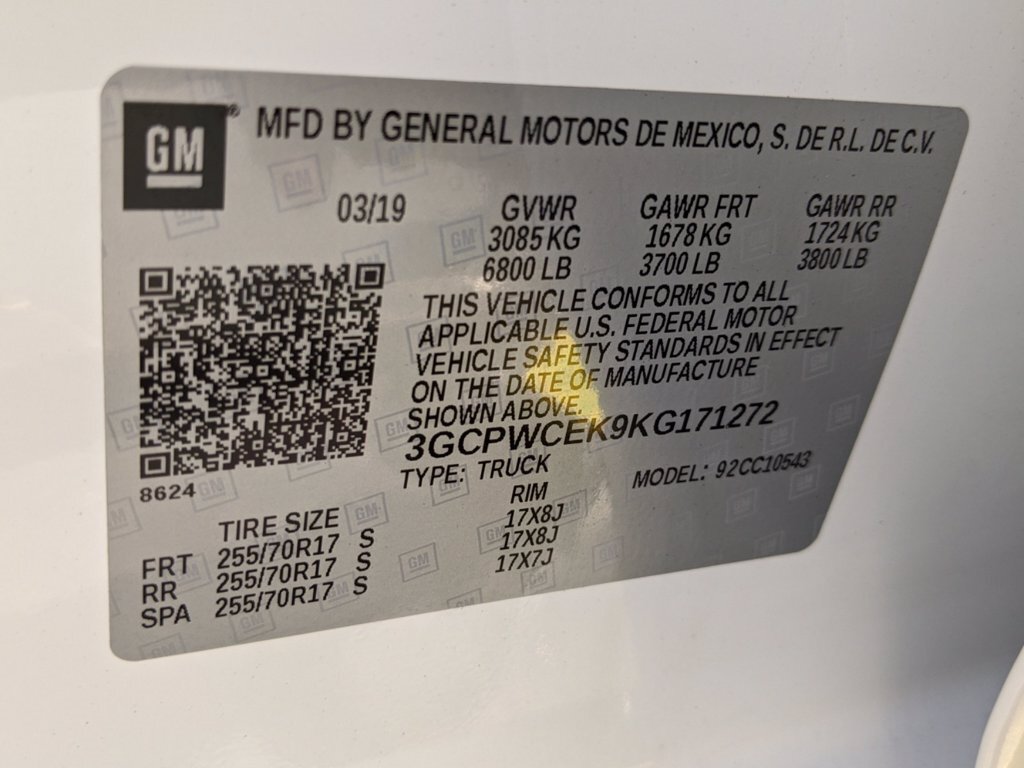 GM® MFD BY GENERAL MOTORS DE MEXICO, S. DE R.L. DE C.V.
03/19 GVWR GAWR FRT GAWR RR
3085 KG 1678 KG 1724 KG
6800 LB 3700 LB 3800 LB
THIS VEHICLE CONFORMS TO ALL
APPLICABLE U.S. FEDERAL MOTOR
VEHICLE SAFETY STANDARDS IN EFFECT
ON THE DATE OF MANUFACTURE
SHOWN ABOVE.
3GCPWCEK9KG171272
TYPE: TRUCK MODEL: 92CC10543
8624
TIRE SIZE RIM
FRT 255/70R17 S 17X8J
RR 255/70R17 S 17X8J
SPA 255/70R17 S 17X7J